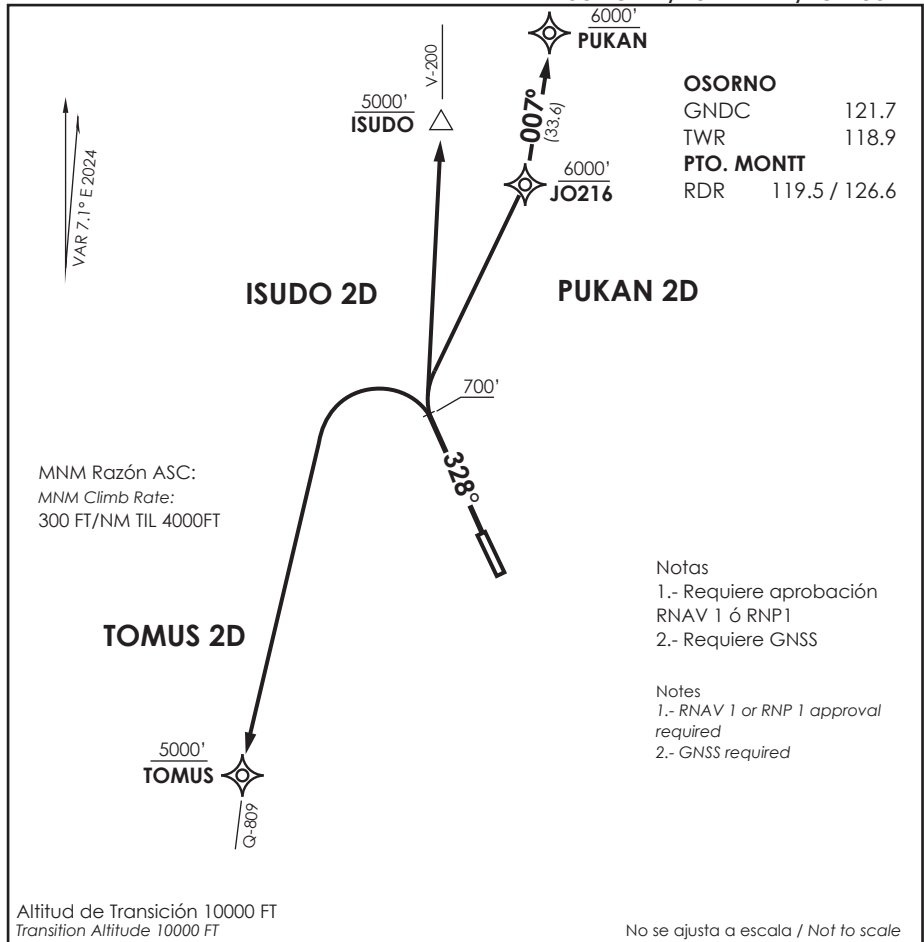 6000'
PUKAN
V-200
5000'
ISUDO
007°
(33.6)
6000'
JO216
OSORNO
GNDC 121.7
TWR 118.9
PTO. MONTT
RDR 119.5 / 126.6
VAR 7.1° E 2024
ISUDO 2D
PUKAN 2D
700'
328°
MNM Razón ASC:
MNM Climb Rate:
300 FT/NM TIL 4000FT
TOMUS 2D
Notas
1.- Requiere aprobación
RNAV 1 ó RNP1
2.- Requiere GNSS
Notes
1.- RNAV 1 or RNP 1 approval
required
2.- GNSS required
5000'
TOMUS
Q-809
Altitud de Transición 10000 FT
Transition Altitude 10000 FT
No se ajusta a escala / Not to scale